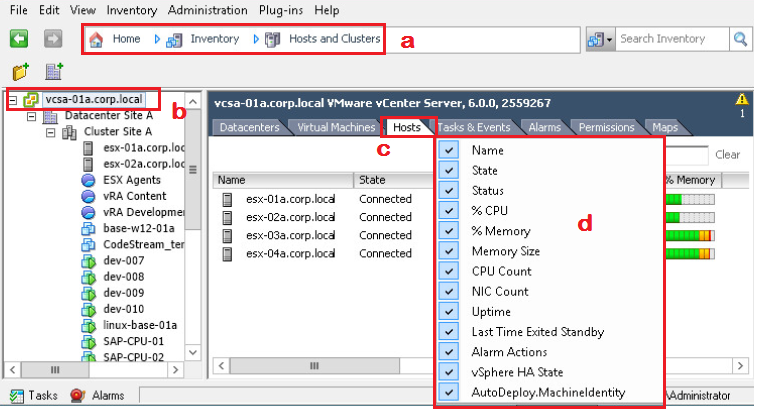 File Edit View Inventory Administration Plug-ins Help
Home Inventory Hosts and Clusters a Search Inventory
vcsa-01a.corp.local b
Datacenter Site A
Cluster Site A
esx-01a.corp.loc
esx-02a.corp.loc
ESX Agents
vRA Content
vRA Developme
base-w12-01a
CodeStream_ter
dev-007
dev-008
dev-009
dev-010
linux-base-01a
SAP-CPU-01
SAP-CPU-02
vcsa-01a.corp.local VMware vCenter Server, 6.0.0, 2559267 1
Datacenters Virtual Machines Hosts Tasks & Events Alarms Permissions Maps
c
Clear
Name State % Memory
esx-01a.corp.local Connected
esx-02a.corp.local Connected
esx-03a.corp.local Connected
esx-04a.corp.local Connected
Name
State
Status
% CPU
d
% Memory
Memory Size
CPU Count
NIC Count
Uptime
Last Time Exited Standby
Alarm Actions
vSphere HA State
AutoDeploy.MachineIdentity
Tasks Alarms \Administrator